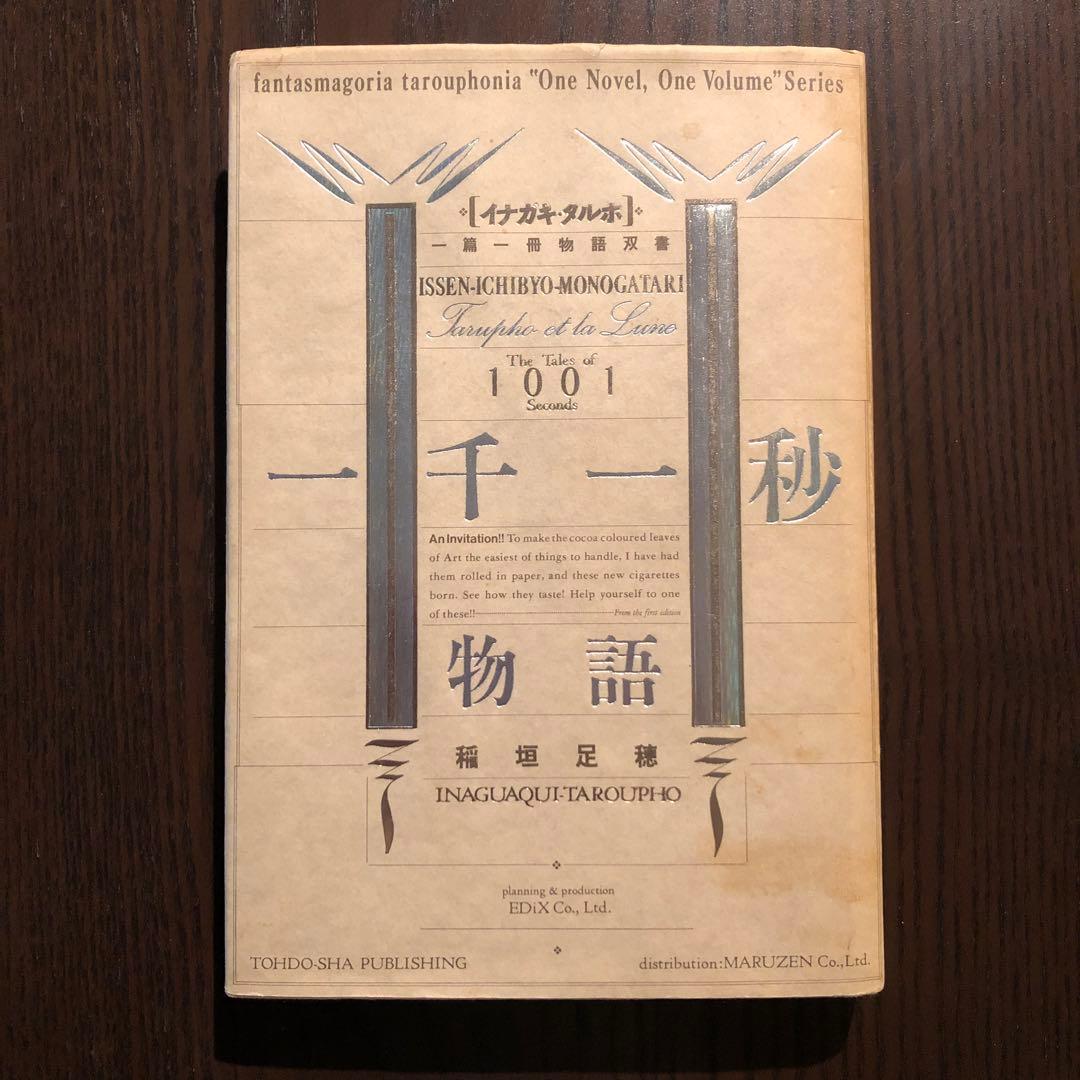 fantasmagoria tarouphonia "One Novel, One Volume" Series
[イナガキ・タルホ]
一篇一冊物語双書
ISSEN-ICHIBYO-MONOGATARI
Tarupho et la Lune
The Tales of
1001
Seconds
一千一秒
An Invitation!! To make the cocoa coloured leaves
of Art the easiest of things to handle, I have had
them rolled in paper, and these new cigarettes
born. See how they taste! Help yourself to one
of these!! From the first edition
物語
稲垣足穂
INAGUAQUI-TAROUPHO
planning & production
EDiX Co., Ltd.
TOHDO-SHA PUBLISHING
distribution:MARUZEN Co., Ltd.